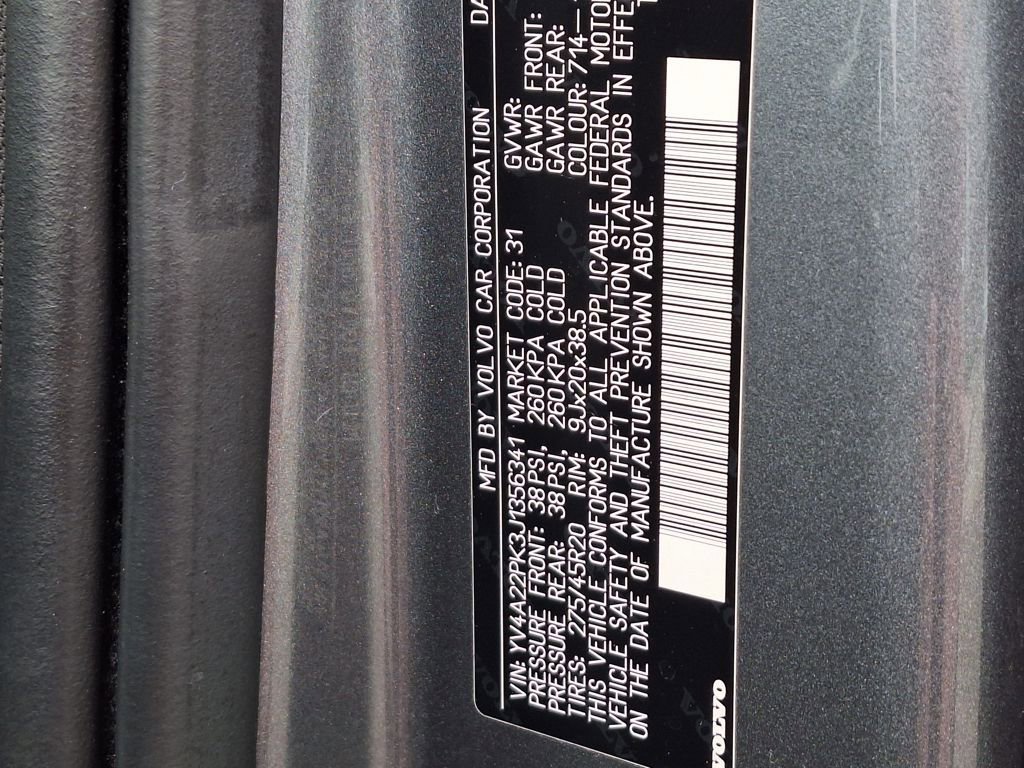 MFD BY VOLVO CAR CORPORATION DA
VIN: YV4A22PK3J1356341 MARKET CODE: 31 GVWR:
PRESSURE FRONT: 38PSI, 260KPA COLD GAWR FRONT:
PRESSURE REAR: 38PSI, 260KPA COLD GAWR REAR:
TIRES: 275/45R20 RIM: 9Jx20x38.5 COLOUR: 714-
THIS VEHICLE CONFORMS TO ALL APPLICABLE FEDERAL MOTO
VEHICLE SAFETY AND THEFT PREVENTION STANDARDS IN EFFE
ON THE DATE OF MANUFACTURE SHOWN ABOVE.
VOLVO